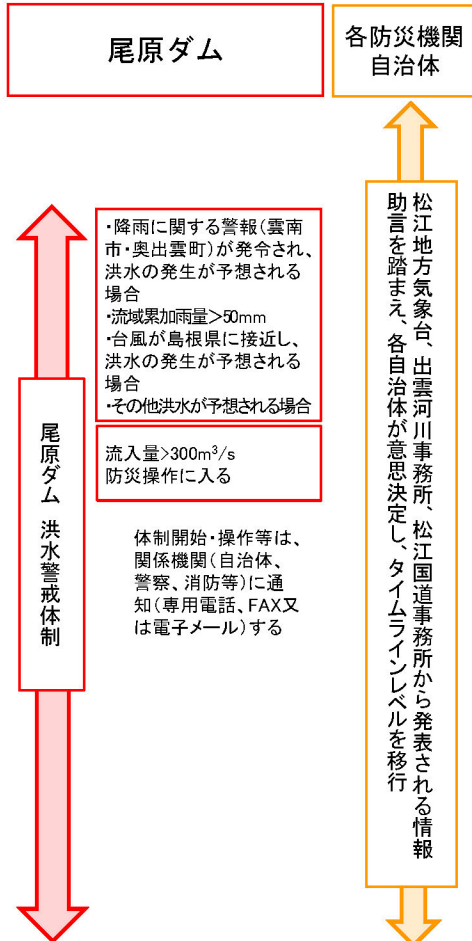 尾原ダム
各防災機関
自治体
・降雨に関する警報(雲南
市・奥出雲町)が発令され、
洪水の発生が予想される
場合
・流域累加雨量>50mm
・台風が島根県に接近し、
洪水の発生が予想される
場合
・その他洪水が予想される場合
流入量>300m³/s
防災操作に入る
体制開始・操作等は、
関係機関(自治体、
警察、消防等)に通
知(専用電話、FAX又
は電子メール)する
尾原ダム 洪水警戒体制
松江地方気象台、出雲河川事務所、松江国道事務所から発表される情報
助言を踏まえ、各自治体が意思決定し、タイムラインレベルを移行